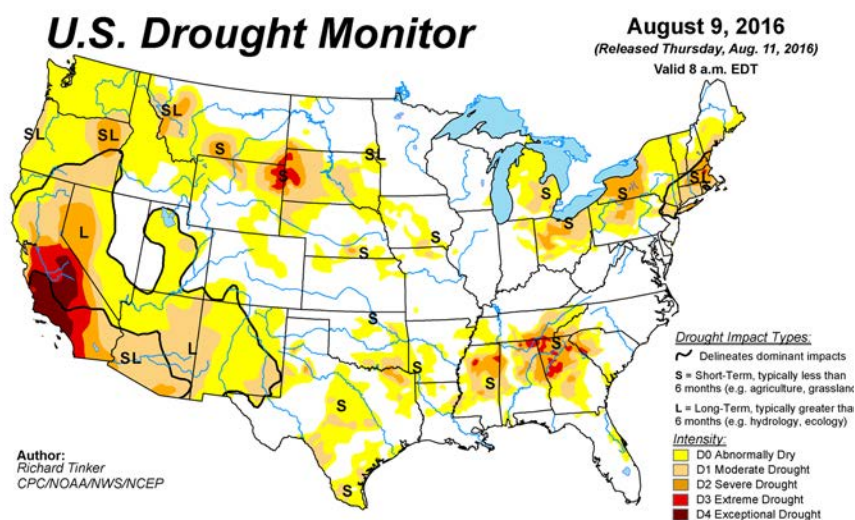 U.S. Drought Monitor
August 9, 2016
(Released Thursday, Aug. 11, 2016)
Valid 8 a.m. EDT
SL
SL
SL
S
S
SL
S
S
SL
S
L
S
S
S
L
SL
S
S
S
S
S
S
Drought Impact Types:
Delineates dominant impacts
S = Short-Term, typically less than
6 months (e.g. agriculture, grassland
L = Long-Term, typically greater than
6 months (e.g. hydrology, ecology)
Intensity:
D0 Abnormally Dry
D1 Moderate Drought
D2 Severe Drought
D3 Extreme Drought
D4 Exceptional Drought
Author:
Richard Tinker
CPC/NOAA/NWS/NCEP